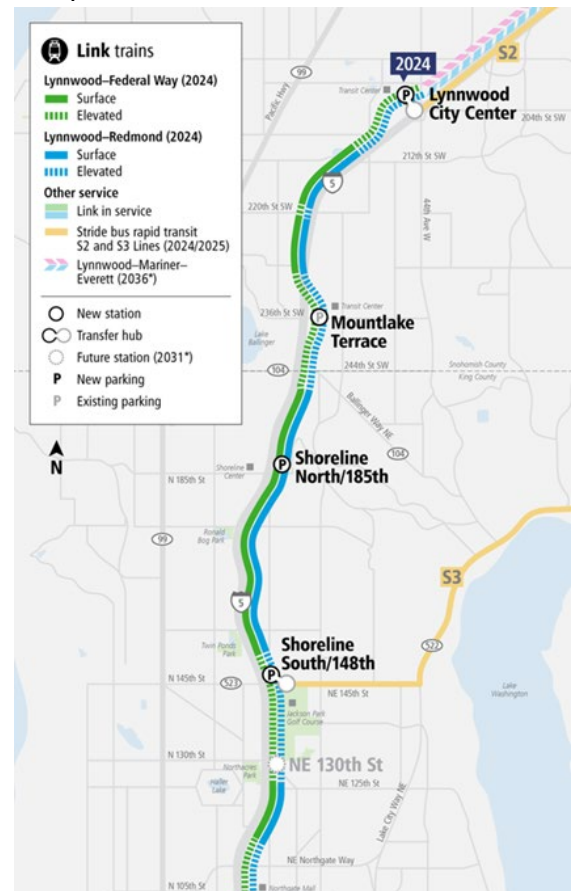 Link trains
Lynnwood–Federal Way (2024)
Surface
Elevated
Lynnwood–Redmond (2024)
Surface
Elevated
Other service
Link in service
Stride bus rapid transit
S2 and S3 Lines (2024/2025)
Lynnwood–Mariner–
Everett (2036*)
New station
Transfer hub
Future station (2031*)
P New parking
P Existing parking
N
99
Pacific Hwy
Transit Center
2024
S2
P
Lynnwood
City Center
204th St SW
212th St SW
5
44th Ave W
220th St SW
236th St SW
Transit Center
P
Mountlake
Terrace
Lake
Ballinger
104
244th St SW
Snohomish County
King County
Ballinger Way NE
104
Shoreline
Center
P
Shoreline
North/185th
N 185th St
99
Ronald
Bog Park
5
S3
522
Twin Ponds
Park
Shoreline
South/148th
P
N 145th St
523
NE 145th St
Lake
Washington
Jackson Park
Golf Course
N 130th St
NE 130th St
Northacres
Park
Haller
Lake
NE 125th St
Lake City Way NE
NE Northgate Way
N 105th St
Northgate Mall